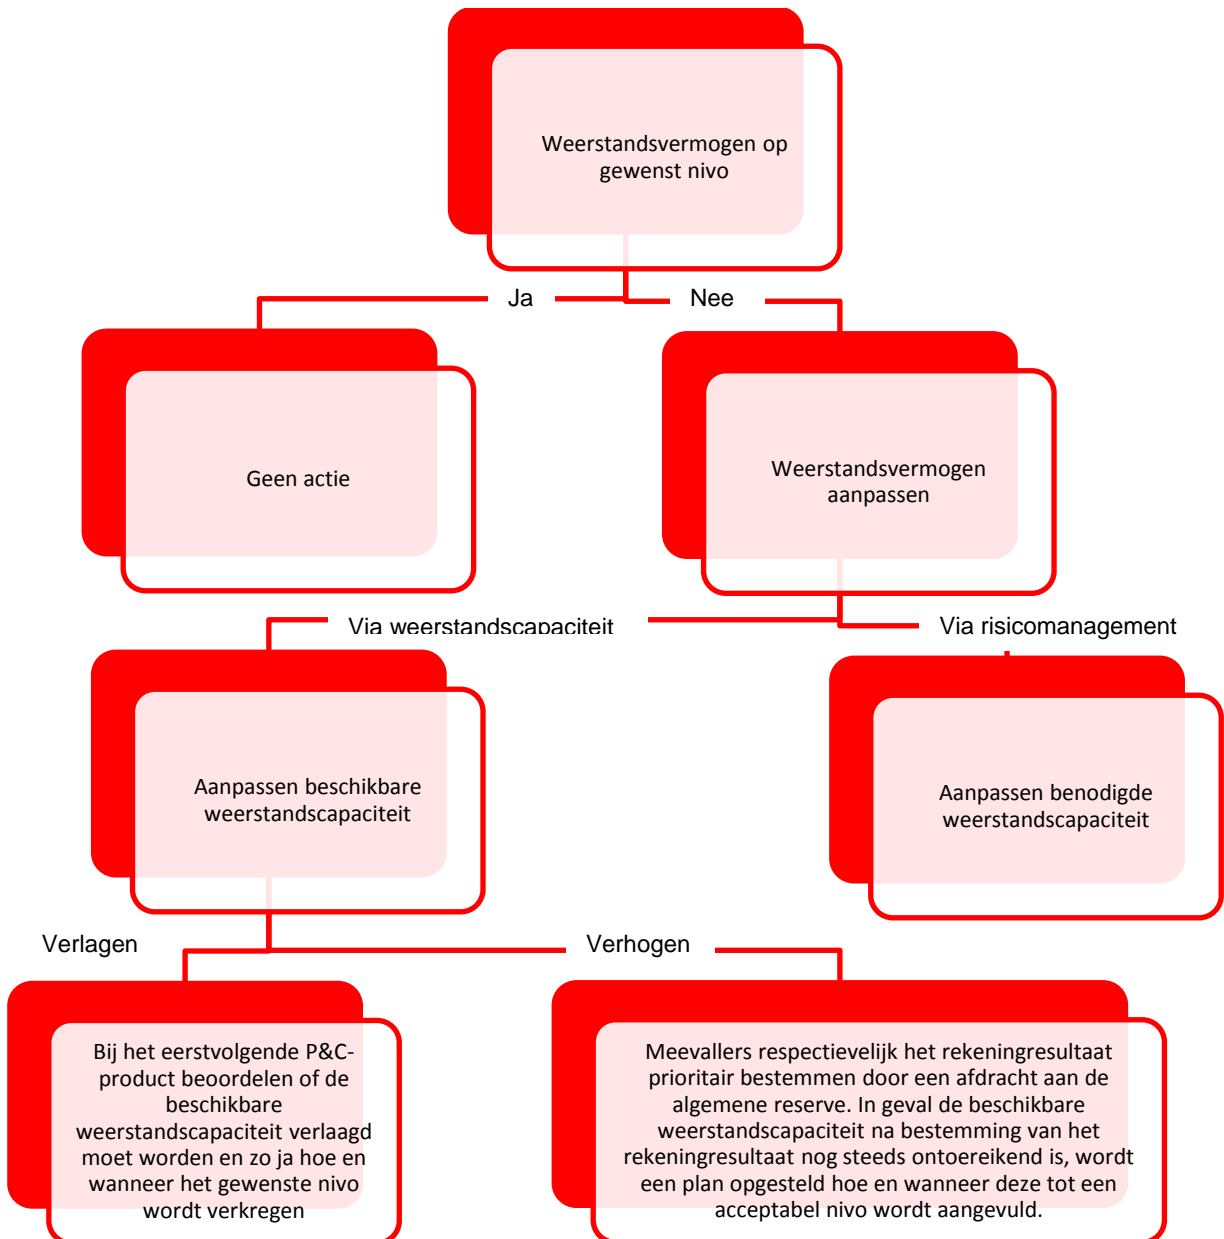 Weerstandsvermogen op
gewenst nivo
Ja
Nee
Geen actie
Weerstandsvermogen
aanpassen
Via weerstandscapaciteit
Via risicomanagement
Aanpassen beschikbare
weerstandscapaciteit
Aanpassen benodigde
weerstandscapaciteit
Verlagen
Verhogen
Bij het eerstvolgende P&C-
product beoordelen of de
beschikbare
weerstandscapaciteit verlaagd
moet worden en zo ja hoe en
wanneer het gewenste nivo
wordt verkregen
Meevallers respectievelijk het rekeningresultaat
prioritair bestemmen door een afdracht aan de
algemene reserve. In geval de beschikbare
weerstandscapaciteit na bestemming van het
rekeningresultaat nog steeds ontoereikend is, wordt
een plan opgesteld hoe en wanneer deze tot een
acceptabel nivo wordt aangevuld.